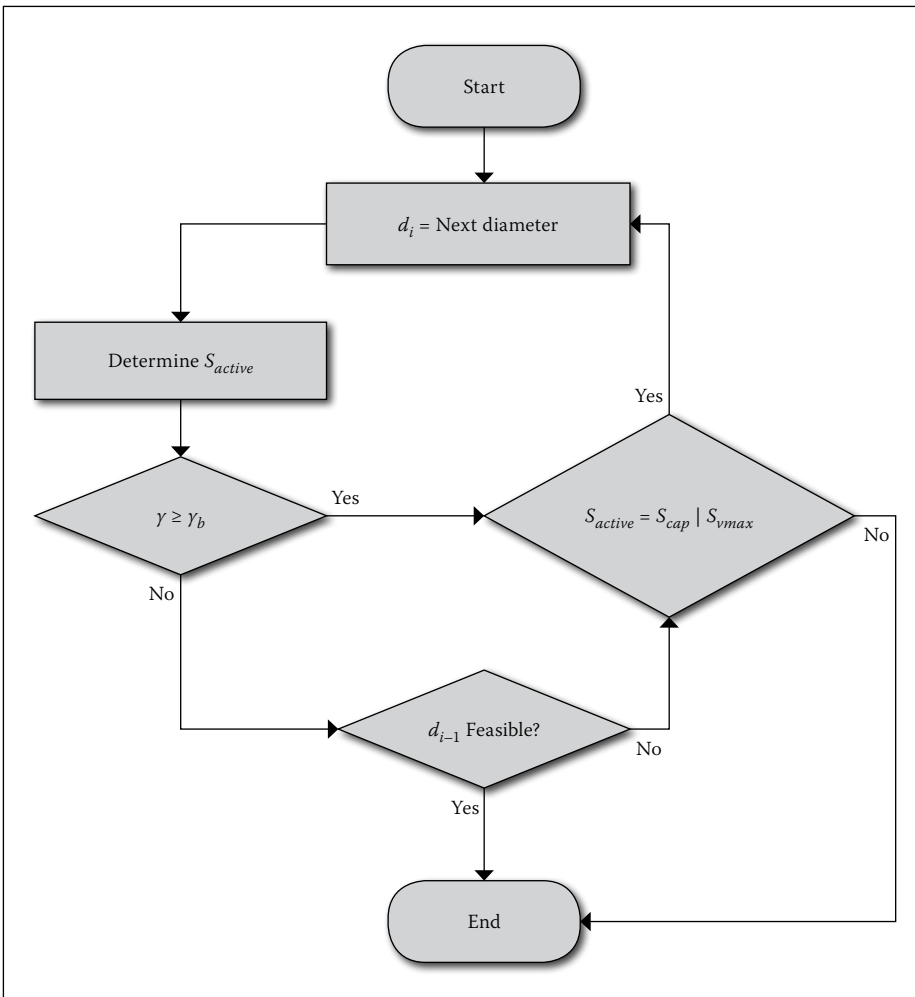 Start
d_i = Next diameter
Determine S_active
Yes
γ ≥ γ_b
Yes
S_active = S_cap | S_vmax
No
No
d_{i–1} Feasible?
No
Yes
End